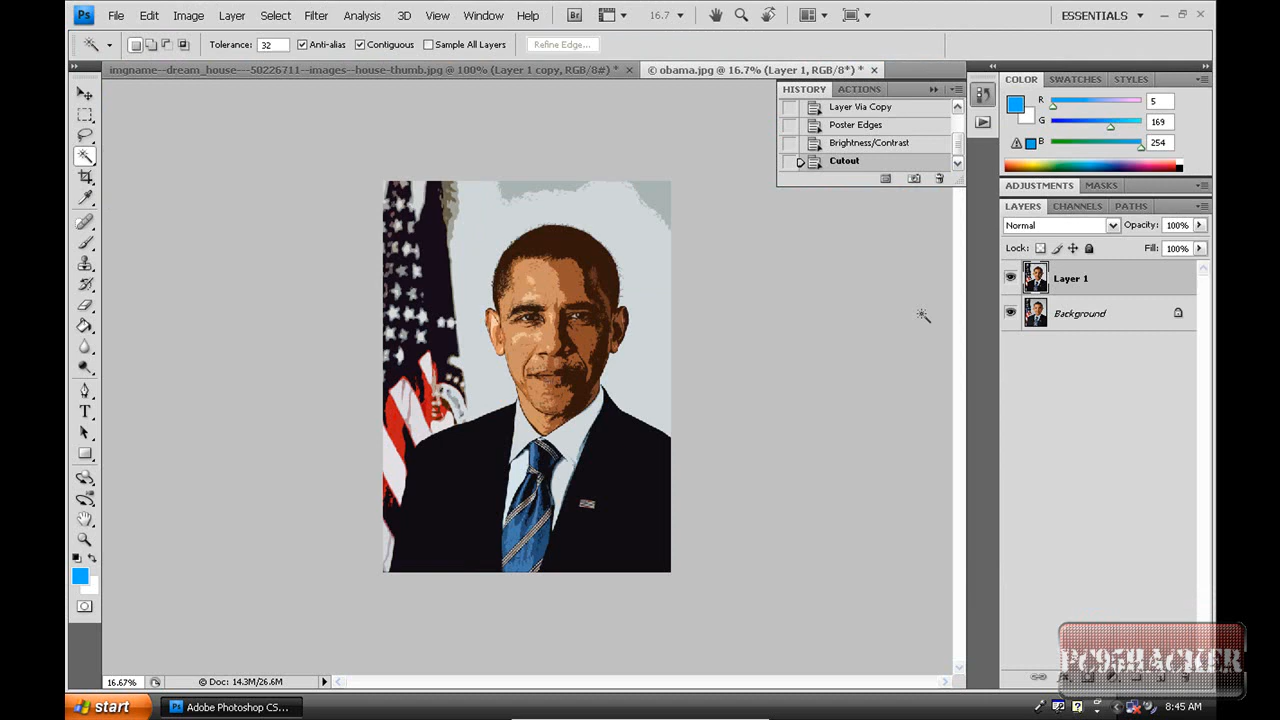 Ps File Edit Image Layer Select Filter Analysis 3D View Window Help Br 16.7 ESSENTIALS
Tolerance: 32 Anti-alias Contiguous Sample All Layers Refine Edge...
imgname--dream_house---50226711--images--house-thumb.jpg @ 100% (Layer 1 copy, RGB/8#) * × © obama.jpg @ 16.7% (Layer 1, RGB/8*) * ×
HISTORY ACTIONS
Layer Via Copy
Poster Edges
Brightness/Contrast
Cutout
COLOR SWATCHES STYLES
R 5
G 169
B 254
ADJUSTMENTS MASKS
LAYERS CHANNELS PATHS
Normal Opacity: 100%
Lock: Fill: 100%
Layer 1
Background
T
16.67% © Doc: 14.3M/26.6M
start Ps Adobe Photoshop CS... 8:45 AM